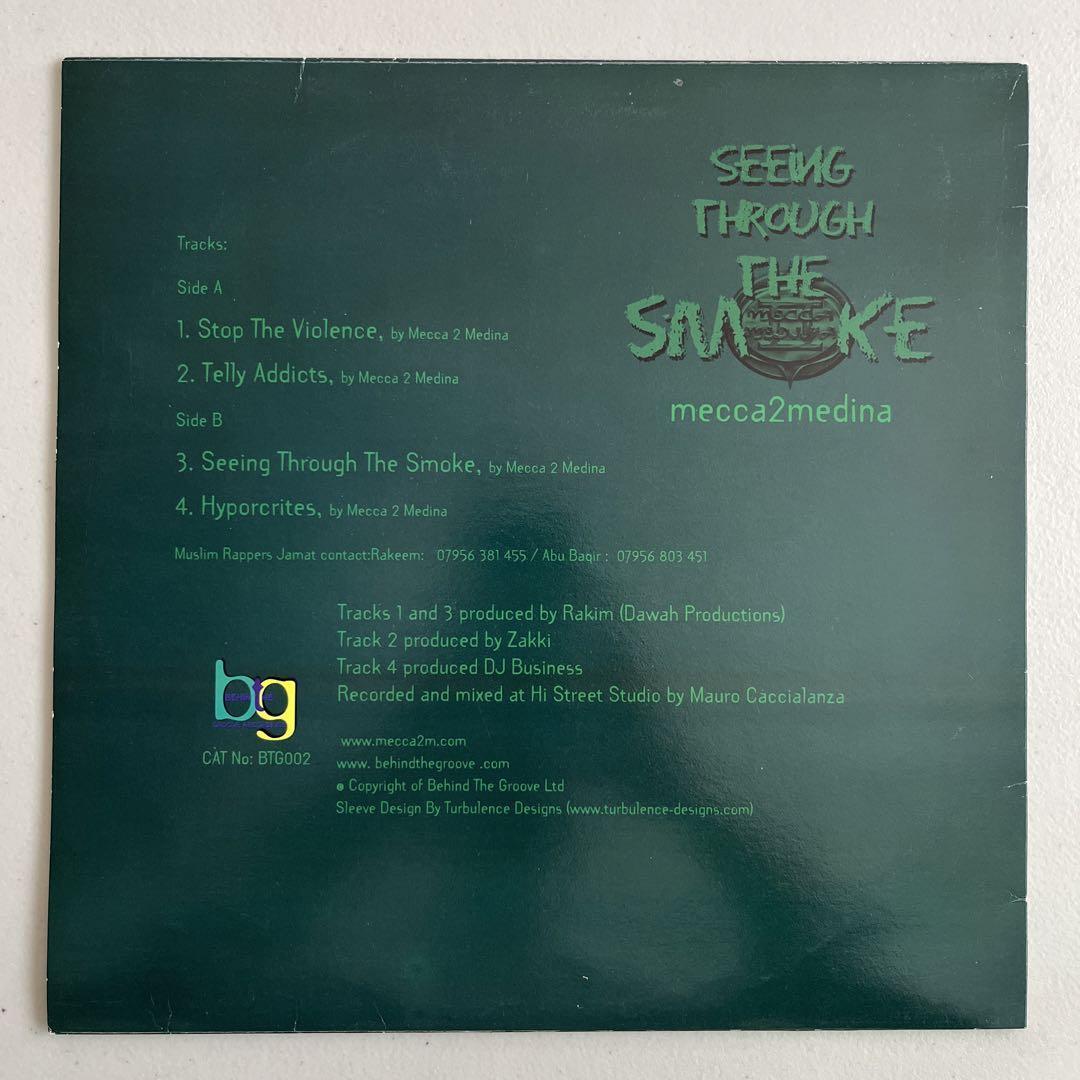 SEEING
THROUGH
THE
SMOKE
mecca2medina
Tracks:
Side A
1. Stop The Violence, by Mecca 2 Medina
2. Telly Addicts, by Mecca 2 Medina
Side B
3. Seeing Through The Smoke, by Mecca 2 Medina
4. Hyporcrites, by Mecca 2 Medina
Muslim Rappers Jamat contact:Rakeem: 07956 381 455 / Abu Baqir : 07956 803 451
Tracks 1 and 3 produced by Rakim (Dawah Productions)
Track 2 produced by Zakki
Track 4 produced DJ Business
Recorded and mixed at Hi Street Studio by Mauro Caccialanza
btg
BEHIND THE
CAT No: BTG002
www.mecca2m.com
www. behindthegroove .com
© Copyright of Behind The Groove Ltd
Sleeve Design By Turbulence Designs (www.turbulence-designs.com)